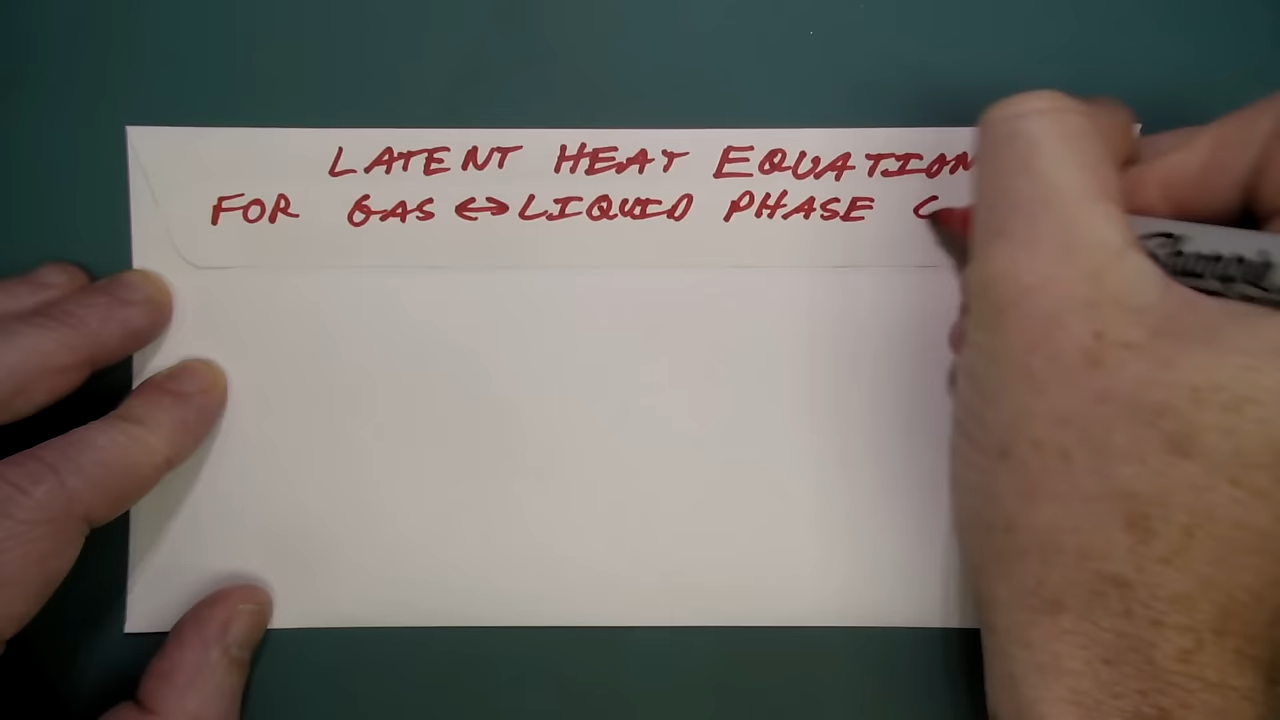 LATENT HEAT EQUATION
FOR GAS ↔ LIQUID PHASE C